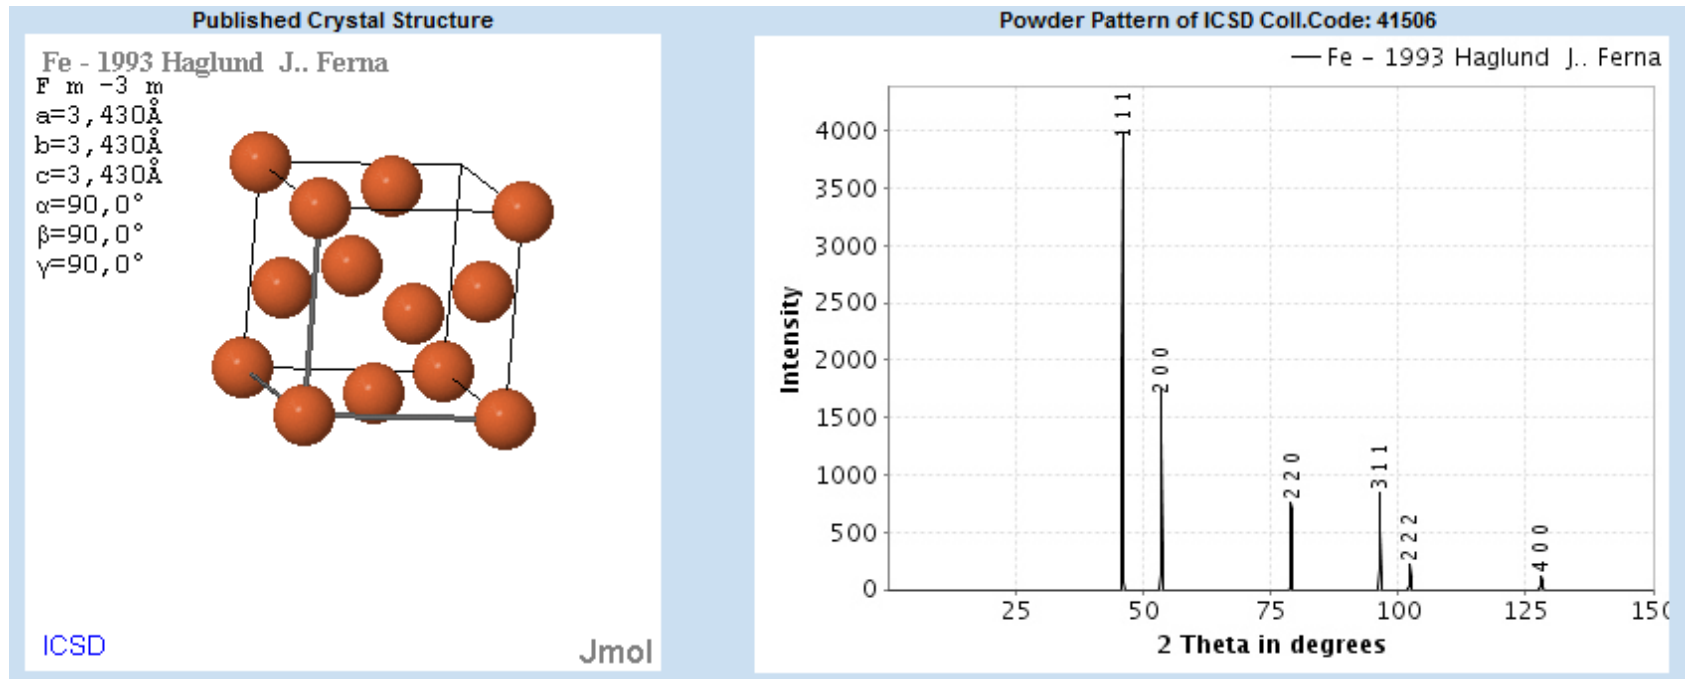 Published Crystal Structure
Fe - 1993 Haglund J.. Ferna
F m -3 m
a=3,430Å
b=3,430Å
c=3,430Å
α=90,0°
β=90,0°
γ=90,0°
ICSD
Jmol
Powder Pattern of ICSD Coll.Code: 41506
Fe - 1993 Haglund J.. Ferna
Intensity
4000
3500
3000
2500
2000
1500
1000
500
0
1 1 1
2 0 0
2 2 0
3 1 1
2 2 2
4 0 0
25
50
75
100
125
150
2 Theta in degrees